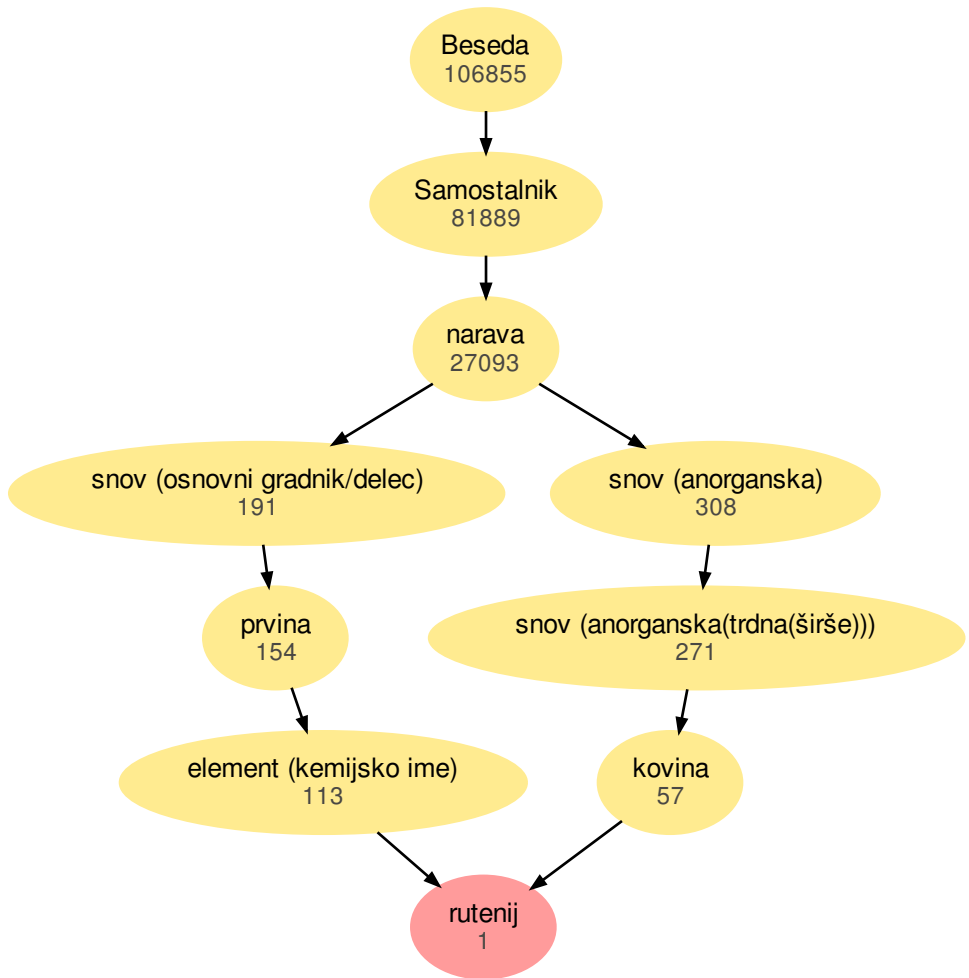 Beseda
106855
Samostalnik
81889
narava
27093
snov (osnovni gradnik/delec)
191
snov (anorganska)
308
prvina
154
snov (anorganska(trdna(širše)))
271
element (kemijsko ime)
113
kovina
57
rutenij
1